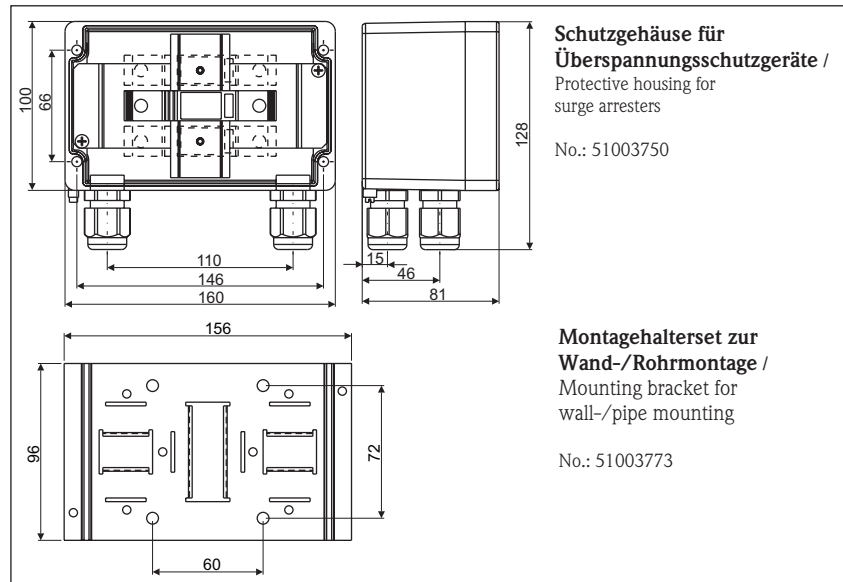 100
66
110
146
160
128
15
46
81
Schutzgehäuse für
Überspannungsschutzgeräte /
Protective housing for
surge arresters
No.: 51003750
156
96
72
60
Montagehalterset zur
Wand-/Rohrmontage /
Mounting bracket for
wall-/pipe mounting
No.: 51003773